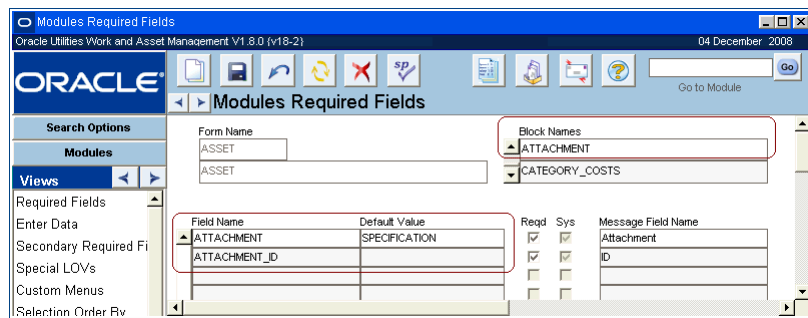 Modules Required Fields
Oracle Utilities Work and Asset Management V1.8.0 {v18-2} 04 December 2008
ORACLE
sp
Go
Go to Module
Modules Required Fields
Search Options
Modules
Views
Required Fields
Enter Data
Secondary Required Fi
Special LOVs
Custom Menus
Selection Order By
Form Name Block Names
ASSET ATTACHMENT
ASSET CATEGORY_COSTS
Field Name Default Value Reqd Sys Message Field Name
ATTACHMENT SPECIFICATION Attachment
ATTACHMENT_ID ID